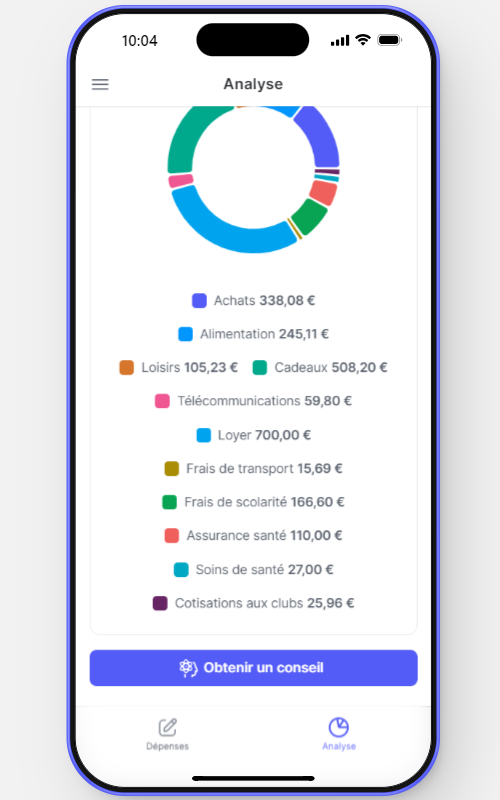 10:04
Analyse
Achats 338,08 €
Alimentation 245,11 €
Loisirs 105,23 € Cadeaux 508,20 €
Télécommunications 59,80 €
Loyer 700,00 €
Frais de transport 15,69 €
Frais de scolarité 166,60 €
Assurance santé 110,00 €
Soins de santé 27,00 €
Cotisations aux clubs 25,96 €
Obtenir un conseil
Dépenses Analyse